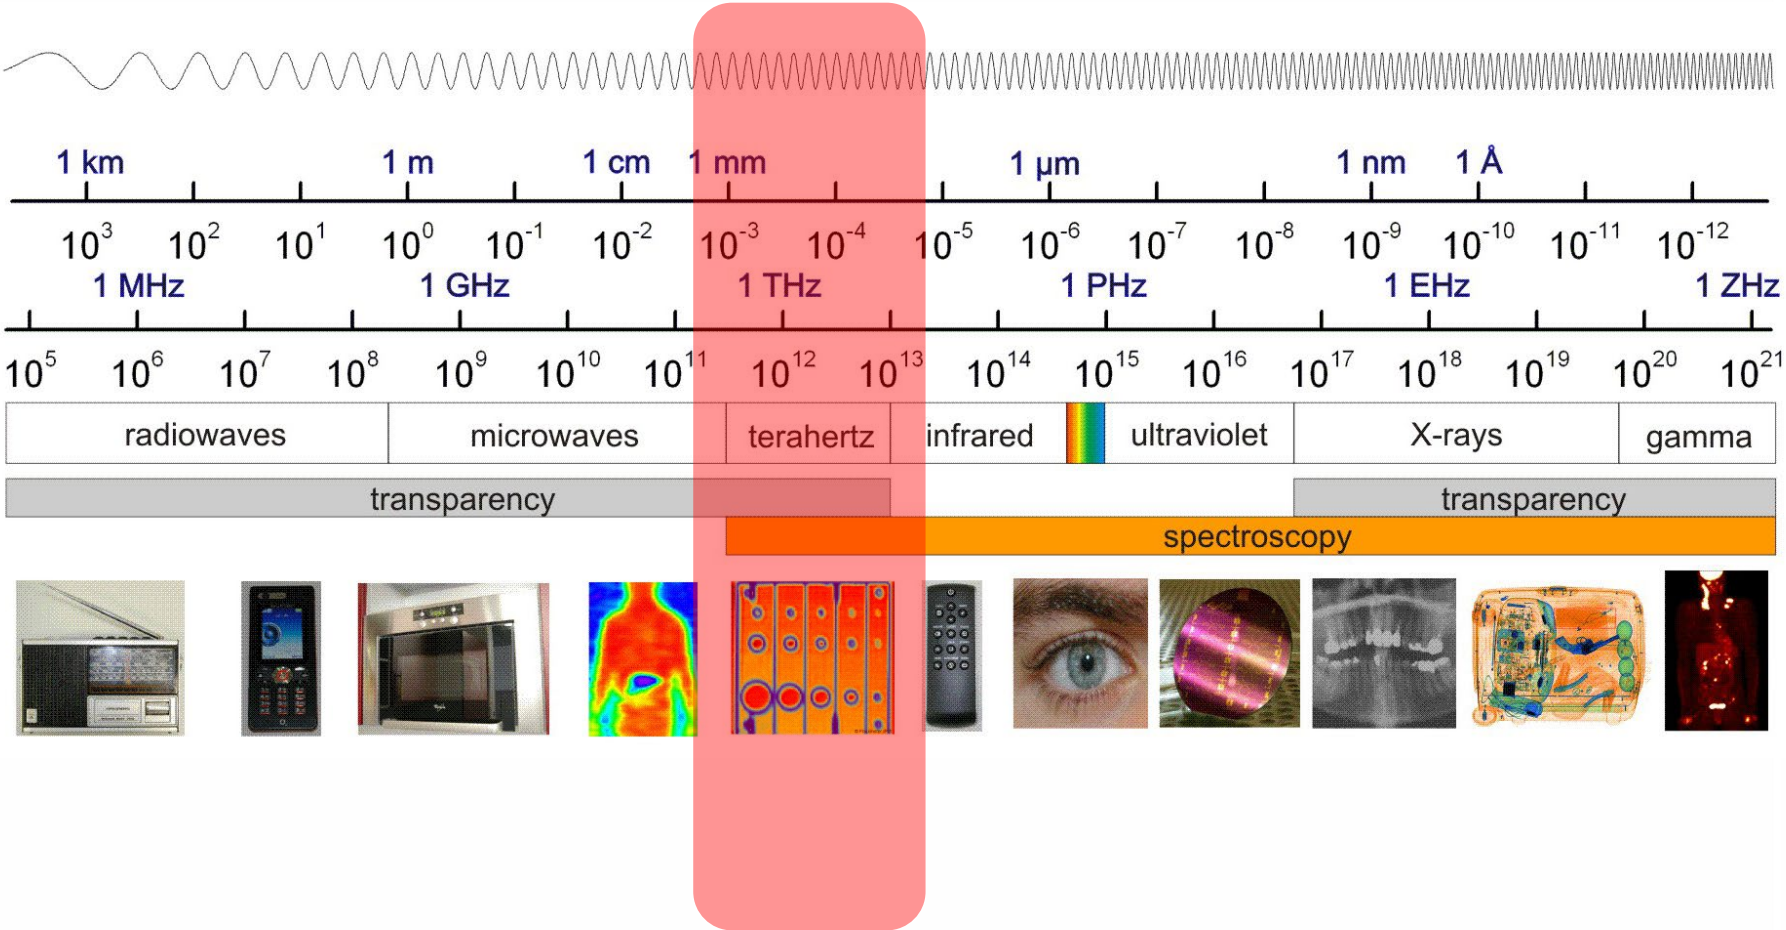 1 km 1 m 1 cm 1 mm 1 µm 1 nm 1 Å
10³ 10² 10¹ 10⁰ 10⁻¹ 10⁻² 10⁻³ 10⁻⁴ 10⁻⁵ 10⁻⁶ 10⁻⁷ 10⁻⁸ 10⁻⁹ 10⁻¹⁰ 10⁻¹¹ 10⁻¹²
1 MHz 1 GHz 1 THz 1 PHz 1 EHz 1 ZHz
10⁵ 10⁶ 10⁷ 10⁸ 10⁹ 10¹⁰ 10¹¹ 10¹² 10¹³ 10¹⁴ 10¹⁵ 10¹⁶ 10¹⁷ 10¹⁸ 10¹⁹ 10²⁰ 10²¹
radiowaves microwaves terahertz infrared ultraviolet X-rays gamma
transparency transparency
spectroscopy